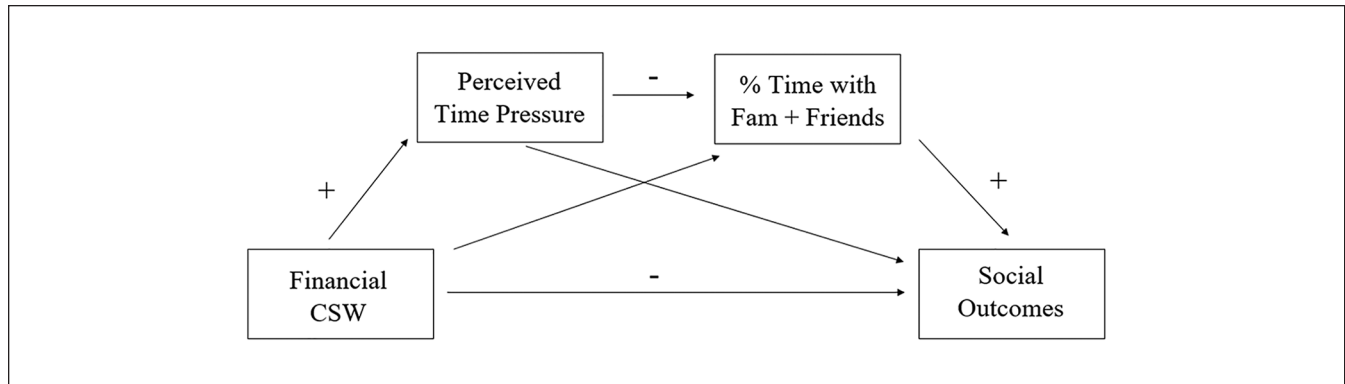 Perceived
Time Pressure
-
% Time with
Fam + Friends
+
+
Financial
CSW
-
Social
Outcomes